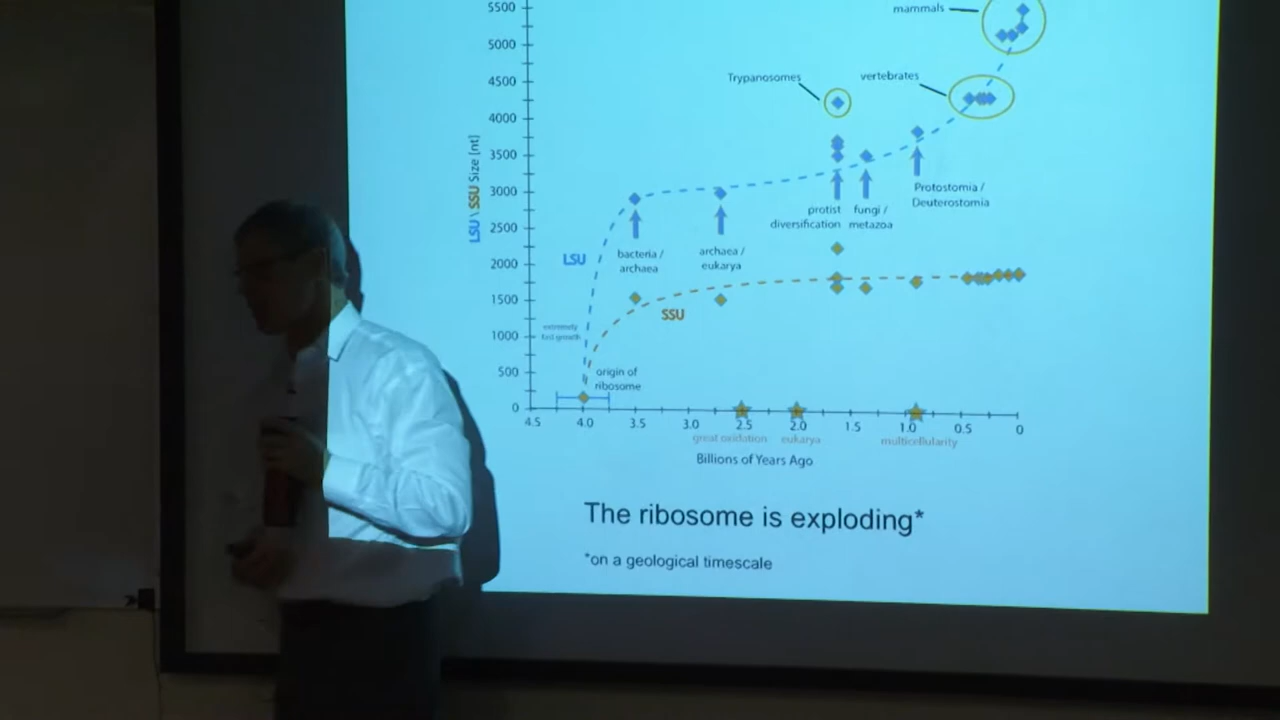 5500
mammals
5000
4500
Trypanosomes
vertebrates
4000
3500
LSU \ SSU Size [nt]
3000
Protostomia /
Deuterostomia
2500
protist
diversification
fungi /
metazoa
LSU
bacteria /
archaea
archaea /
eukarya
2000
1500
SSU
1000
extremely
fast growth
500
origin of
ribosome
0
4.5 4.0 3.5 3.0 2.5 2.0 1.5 1.0 0.5 0
great oxidation eukarya multicellularity
Billions of Years Ago
The ribosome is exploding*
*on a geological timescale